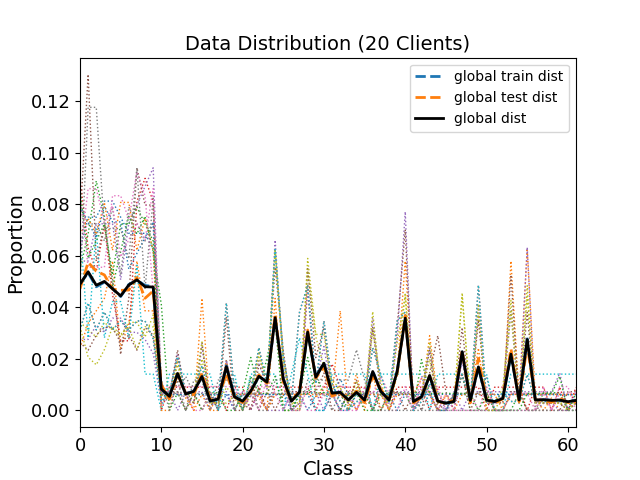 Data Distribution (20 Clients)
global train dist
global test dist
global dist
Proportion
0.12
0.10
0.08
0.06
0.04
0.02
0.00
0 10 20 30 40 50 60
Class